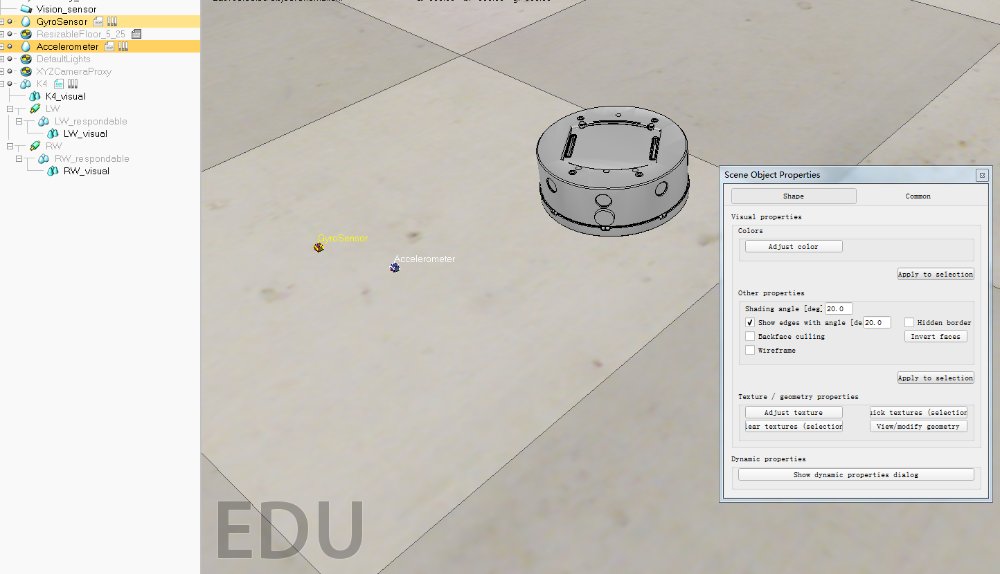 Vision_sensor
GyroSensor
ResizableFloor_5_25
Accelerometer
DefaultLights
XYZCameraProxy
K4
K4_visual
LW
LW_respondable
LW_visual
RW
RW_respondable
RW_visual
GyroSensor
Accelerometer
EDU
Scene Object Properties
Shape
Common
Visual properties
Colors
Adjust color
Apply to selection
Other properties
Shading angle [deg]
20.0
Show edges with angle [de
20.0
Hidden border
Backface culling
Invert faces
Wireframe
Apply to selection
Texture / geometry properties
Adjust texture
uick textures (selection
lear textures (selection
View/modify geometry
Dynamic properties
Show dynamic properties dialog